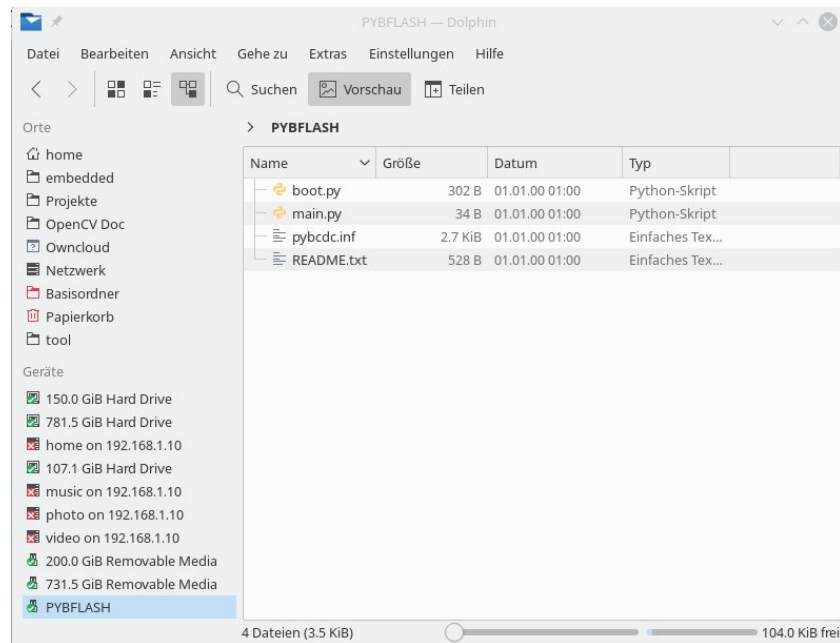 PYBFLASH — Dolphin
Datei Bearbeiten Ansicht Gehe zu Extras Einstellungen Hilfe
Suchen Vorschau Teilen
Orte
home
embedded
Projekte
OpenCV Doc
Owncloud
Netzwerk
Basisordner
Papierkorb
tool
Geräte
150.0 GiB Hard Drive
781.5 GiB Hard Drive
home on 192.168.1.10
107.1 GiB Hard Drive
music on 192.168.1.10
photo on 192.168.1.10
video on 192.168.1.10
200.0 GiB Removable Media
731.5 GiB Removable Media
PYBFLASH
> PYBFLASH
Name Größe Datum Typ
boot.py 302 B 01.01.00 01:00 Python-Skript
main.py 34 B 01.01.00 01:00 Python-Skript
pybcdc.inf 2.7 KiB 01.01.00 01:00 Einfaches Tex...
README.txt 528 B 01.01.00 01:00 Einfaches Tex...
4 Dateien (3.5 KiB) 104.0 KiB frei